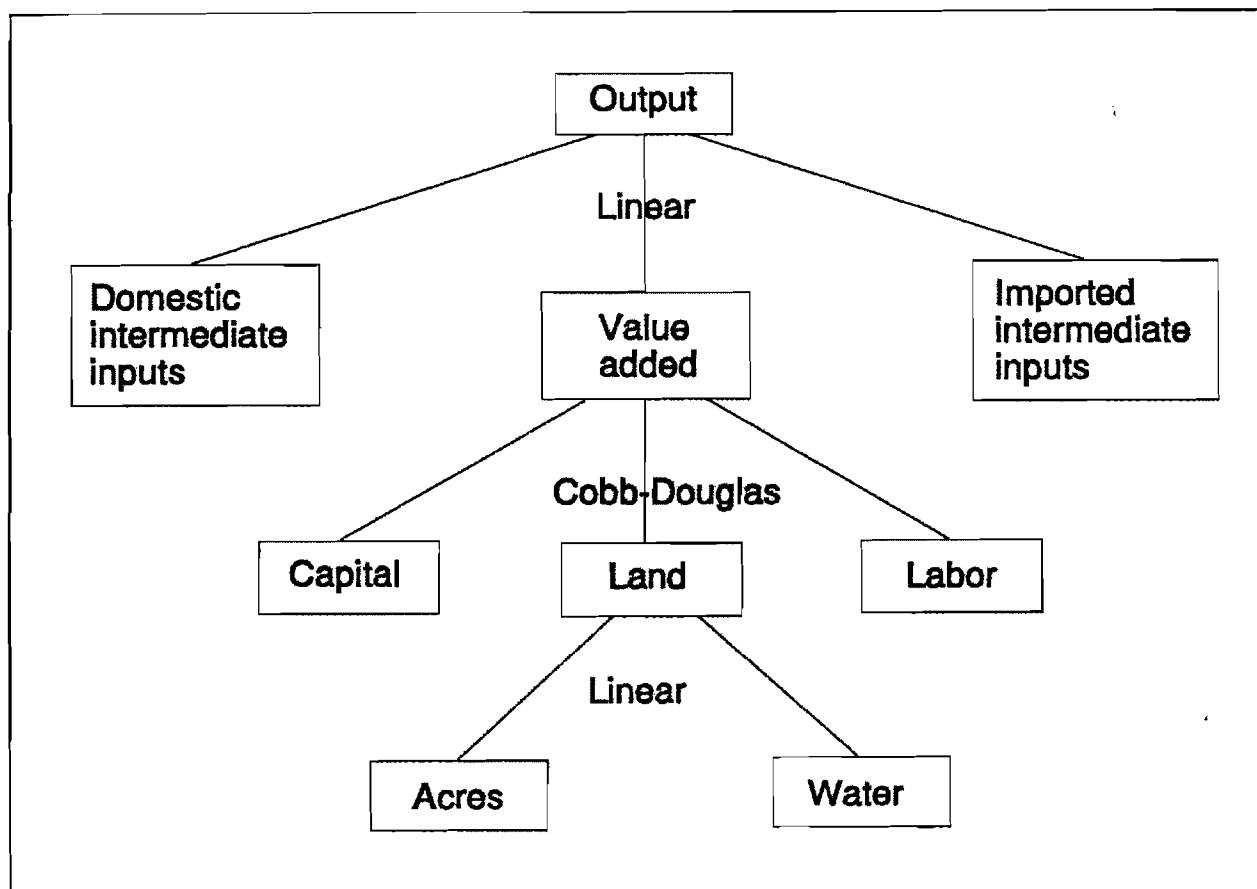 Output
Linear
Domestic
intermediate
inputs
Value
added
Imported
intermediate
inputs
Cobb-Douglas
Capital
Land
Labor
Linear
Acres
Water